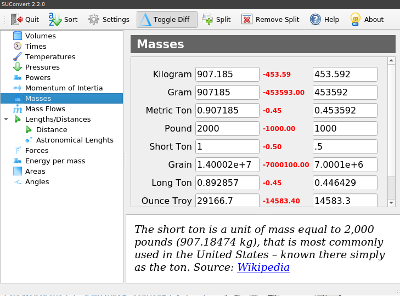 SUConvert 2.2.0
Quit Sort Settings Toggle Diff Split Remove Split Help About
Volumes
Times
Temperatures
Pressures
Powers
Momentum of Intertia
Masses
Mass Flows
Lengths/Distances
Distance
Astronomical Lenghts
Forces
Energy per mass
Areas
Angles
Masses
Kilogram 907.185 -453.59 453.592
Gram 907185 -453593.00 453592
Metric Ton 0.907185 -0.45 0.453592
Pound 2000 -1000.00 1000
Short Ton 1 -0.50 .5
Grain 1.40002e+7 -7000100.00 7.0001e+6
Long Ton 0.892857 -0.45 0.446429
Ounce Troy 29166.7 -14583.40 14583.3
The short ton is a unit of mass equal to 2,000
pounds (907.18474 kg), that is most commonly
used in the United States – known there simply
as the ton. Source: Wikipedia